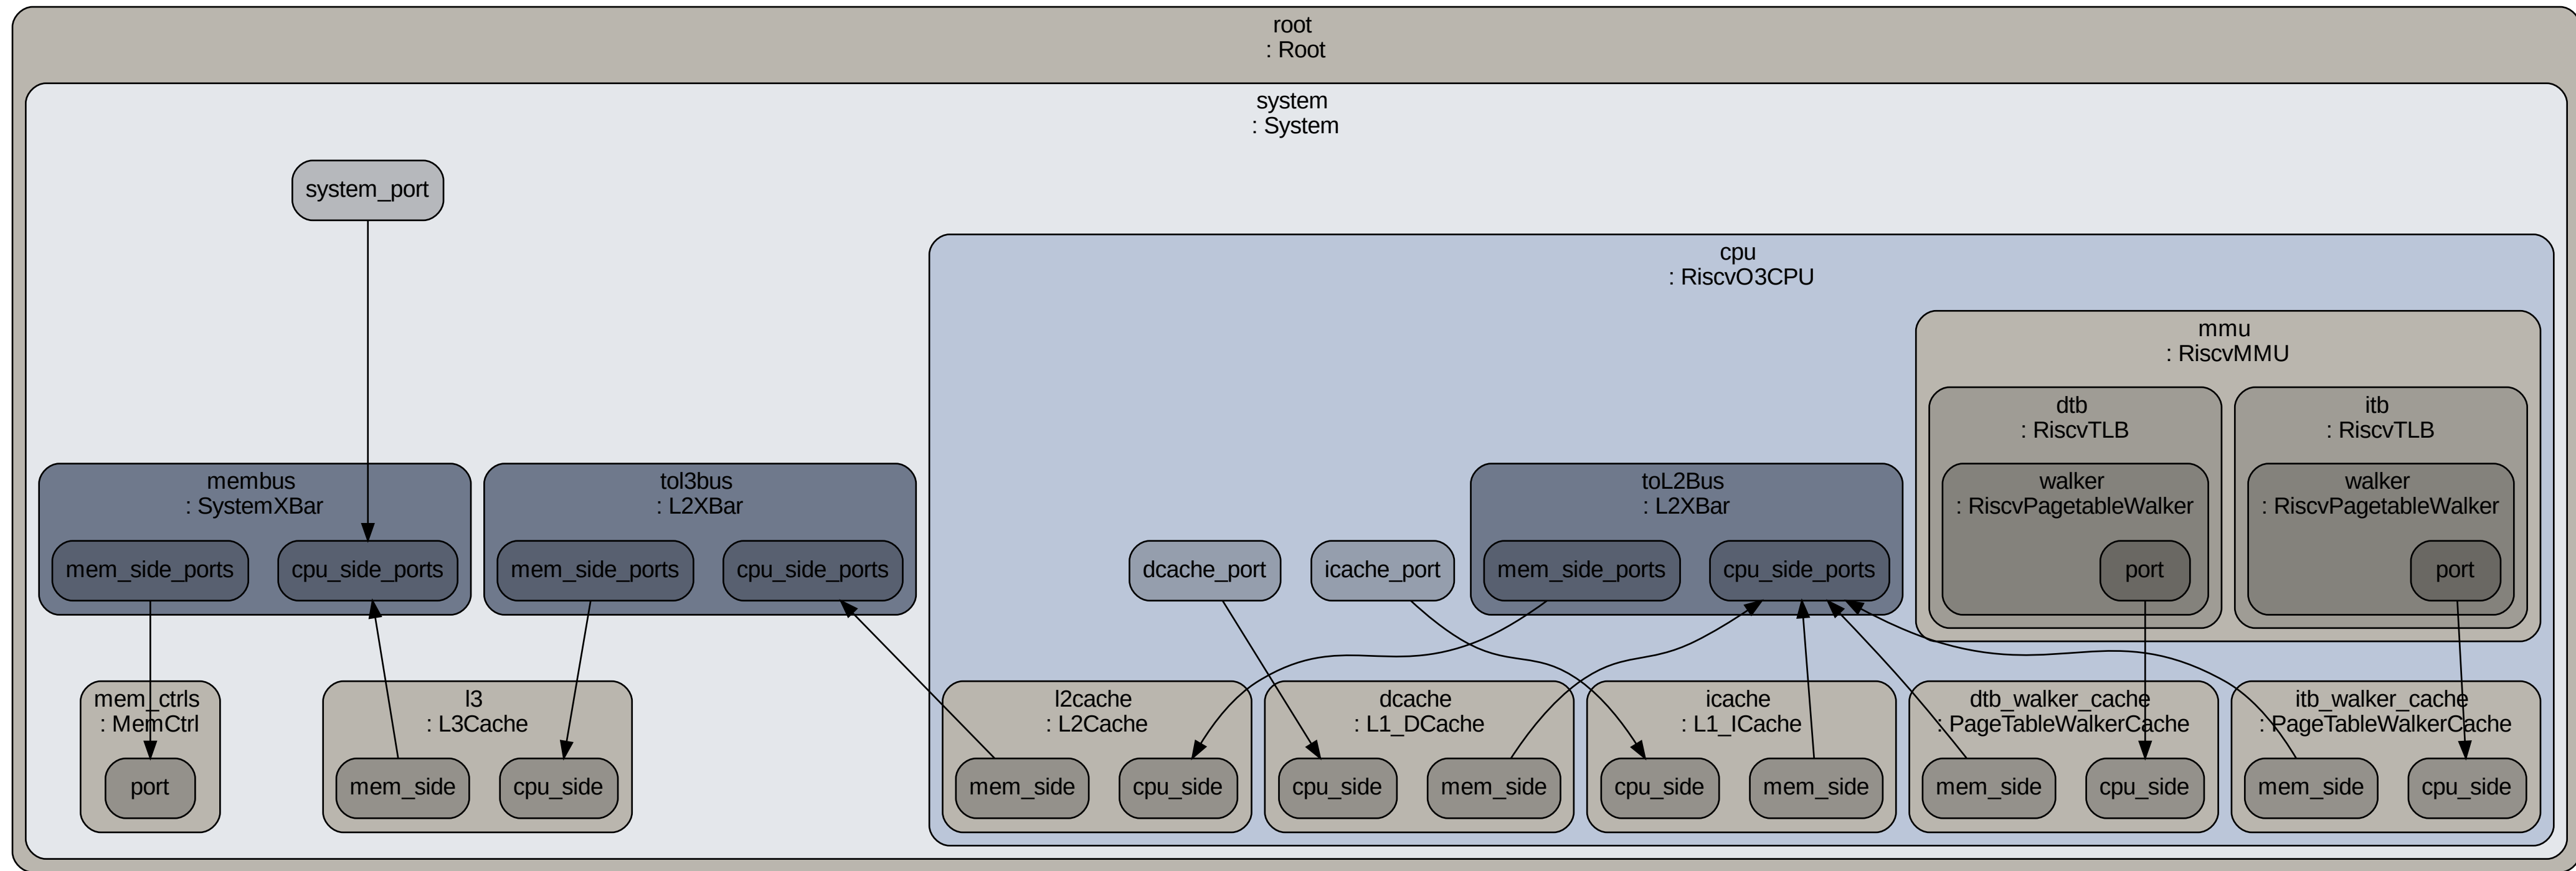 root
: Root
system
: System
system_port
cpu
: RiscvO3CPU
mmu
: RiscvMMU
dtb
: RiscvTLB
itb
: RiscvTLB
membus
: SystemXBar
tol3bus
: L2XBar
toL2Bus
: L2XBar
walker
: RiscvPagetableWalker
walker
: RiscvPagetableWalker
mem_side_ports
cpu_side_ports
mem_side_ports
cpu_side_ports
dcache_port
icache_port
mem_side_ports
cpu_side_ports
port
port
mem_ctrls
: MemCtrl
l3
: L3Cache
l2cache
: L2Cache
dcache
: L1_DCache
icache
: L1_ICache
dtb_walker_cache
: PageTableWalkerCache
itb_walker_cache
: PageTableWalkerCache
port
mem_side
cpu_side
mem_side
cpu_side
cpu_side
mem_side
cpu_side
mem_side
mem_side
cpu_side
mem_side
cpu_side